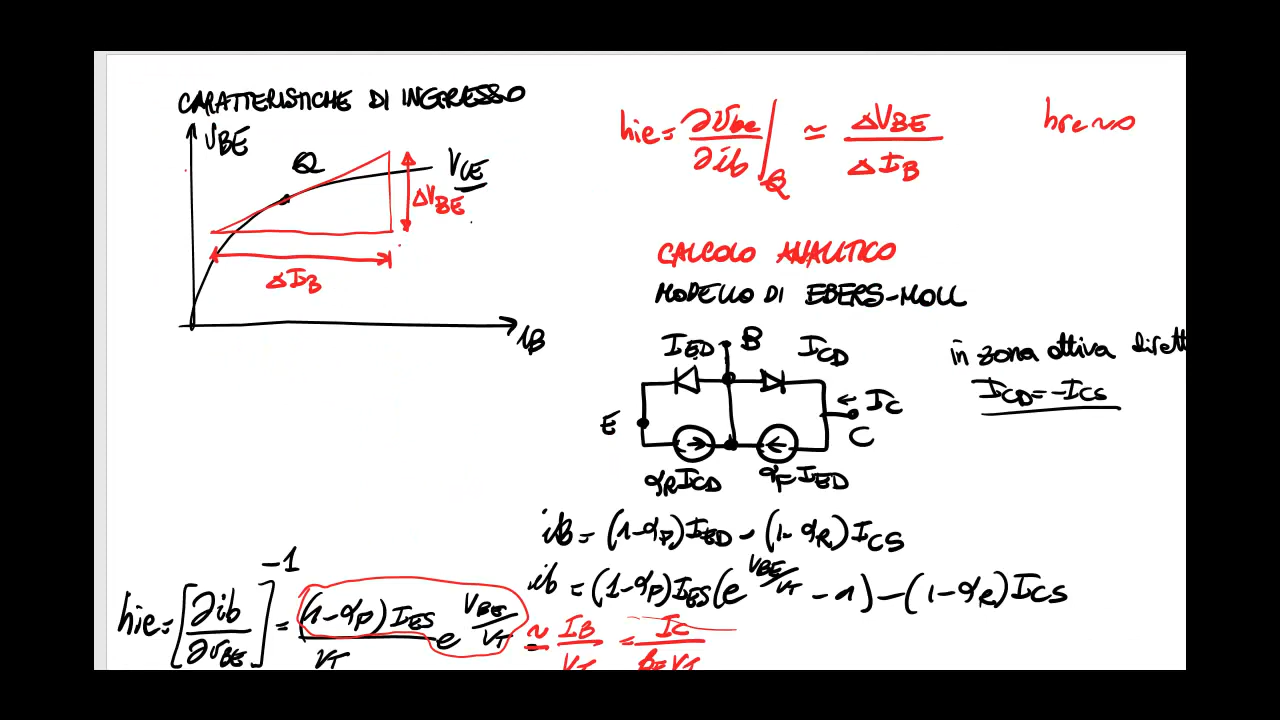 CARATTERISTICHE DI INGRESSO
VBE
Q
VCE
ΔVBE
ΔIB
iB
hie = ∂vbe/∂ib |Q ≃ ΔVBE/ΔIB
hre ~ 0
CALCOLO ANALITICO
MODELLO DI EBERS-MOLL
IED B ICD
← IC
E
C
αR ICD αF IED
in zona attiva dirett
ICD = -ICS
iB = (1-αF) IED - (1-αR) ICS
ib = (1-αF) IES (e^VBE/VT - 1) - (1-αR) ICS
hie = [∂ib/∂vBE]^-1 = (1-αF) IES/VT e^VBE/VT ≃ IB/VT = IC/βF VT